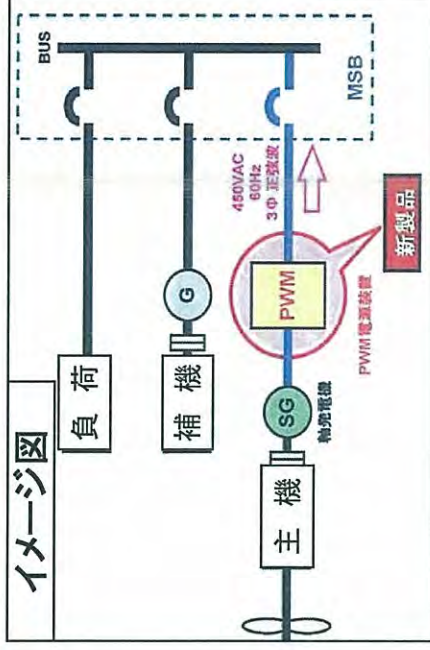 イメージ図
BUS
負荷
MSB
補機
G
450VAC
60Hz
3Φ 正弦波
PWM
新製品
PWM電源装置
主機
SG
軸発電機